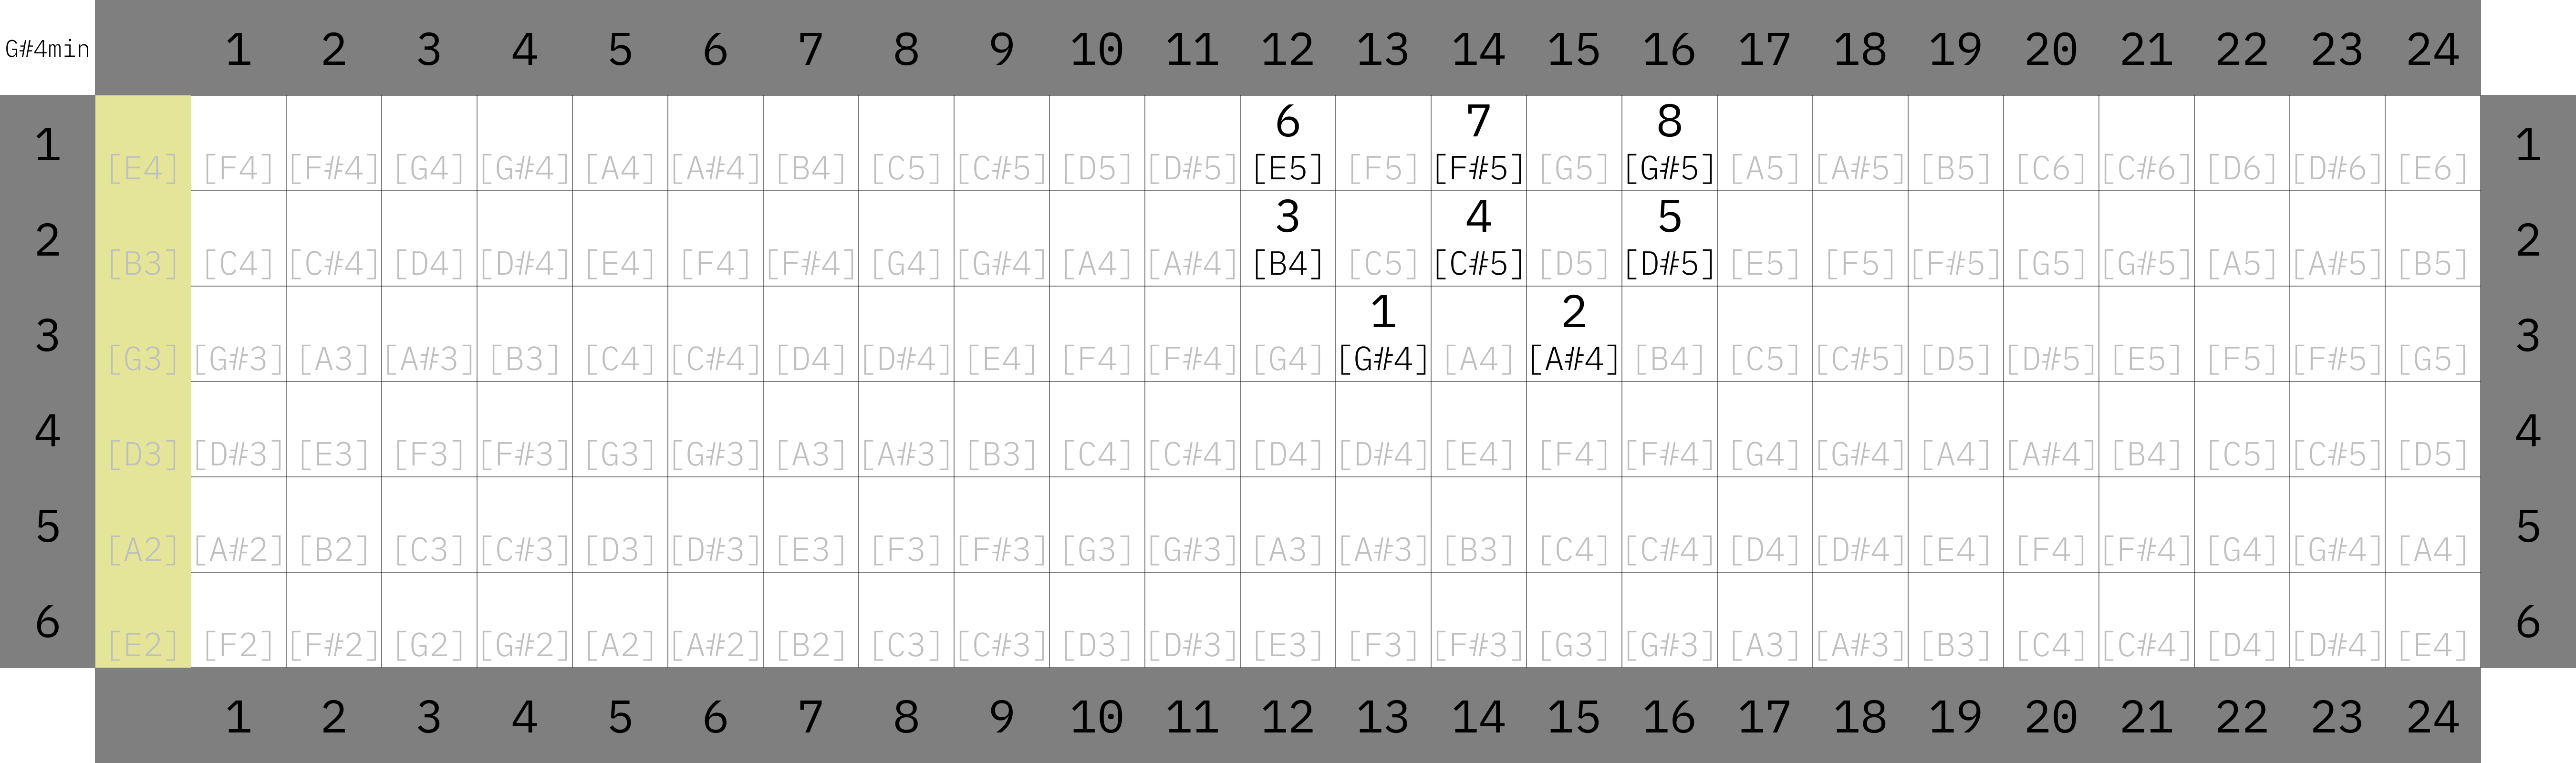 G#4min 1 2 3 4 5 6 7 8 9 10 11 12 13 14 15 16 17 18 19 20 21 22 23 24
6 7 8
1 [E4] [F4] [F#4] [G4] [G#4] [A4] [A#4] [B4] [C5] [C#5] [D5] [D#5] [E5] [F5] [F#5] [G5] [G#5] [A5] [A#5] [B5] [C6] [C#6] [D6] [D#6] [E6] 1
3 4 5
2 [B3] [C4] [C#4] [D4] [D#4] [E4] [F4] [F#4] [G4] [G#4] [A4] [A#4] [B4] [C5] [C#5] [D5] [D#5] [E5] [F5] [F#5] [G5] [G#5] [A5] [A#5] [B5] 2
1 2
3 [G3] [G#3] [A3] [A#3] [B3] [C4] [C#4] [D4] [D#4] [E4] [F4] [F#4] [G4] [G#4] [A4] [A#4] [B4] [C5] [C#5] [D5] [D#5] [E5] [F5] [F#5] [G5] 3
4 [D3] [D#3] [E3] [F3] [F#3] [G3] [G#3] [A3] [A#3] [B3] [C4] [C#4] [D4] [D#4] [E4] [F4] [F#4] [G4] [G#4] [A4] [A#4] [B4] [C5] [C#5] [D5] 4
5 [A2] [A#2] [B2] [C3] [C#3] [D3] [D#3] [E3] [F3] [F#3] [G3] [G#3] [A3] [A#3] [B3] [C4] [C#4] [D4] [D#4] [E4] [F4] [F#4] [G4] [G#4] [A4] 5
6 [E2] [F2] [F#2] [G2] [G#2] [A2] [A#2] [B2] [C3] [C#3] [D3] [D#3] [E3] [F3] [F#3] [G3] [G#3] [A3] [A#3] [B3] [C4] [C#4] [D4] [D#4] [E4] 6
1 2 3 4 5 6 7 8 9 10 11 12 13 14 15 16 17 18 19 20 21 22 23 24